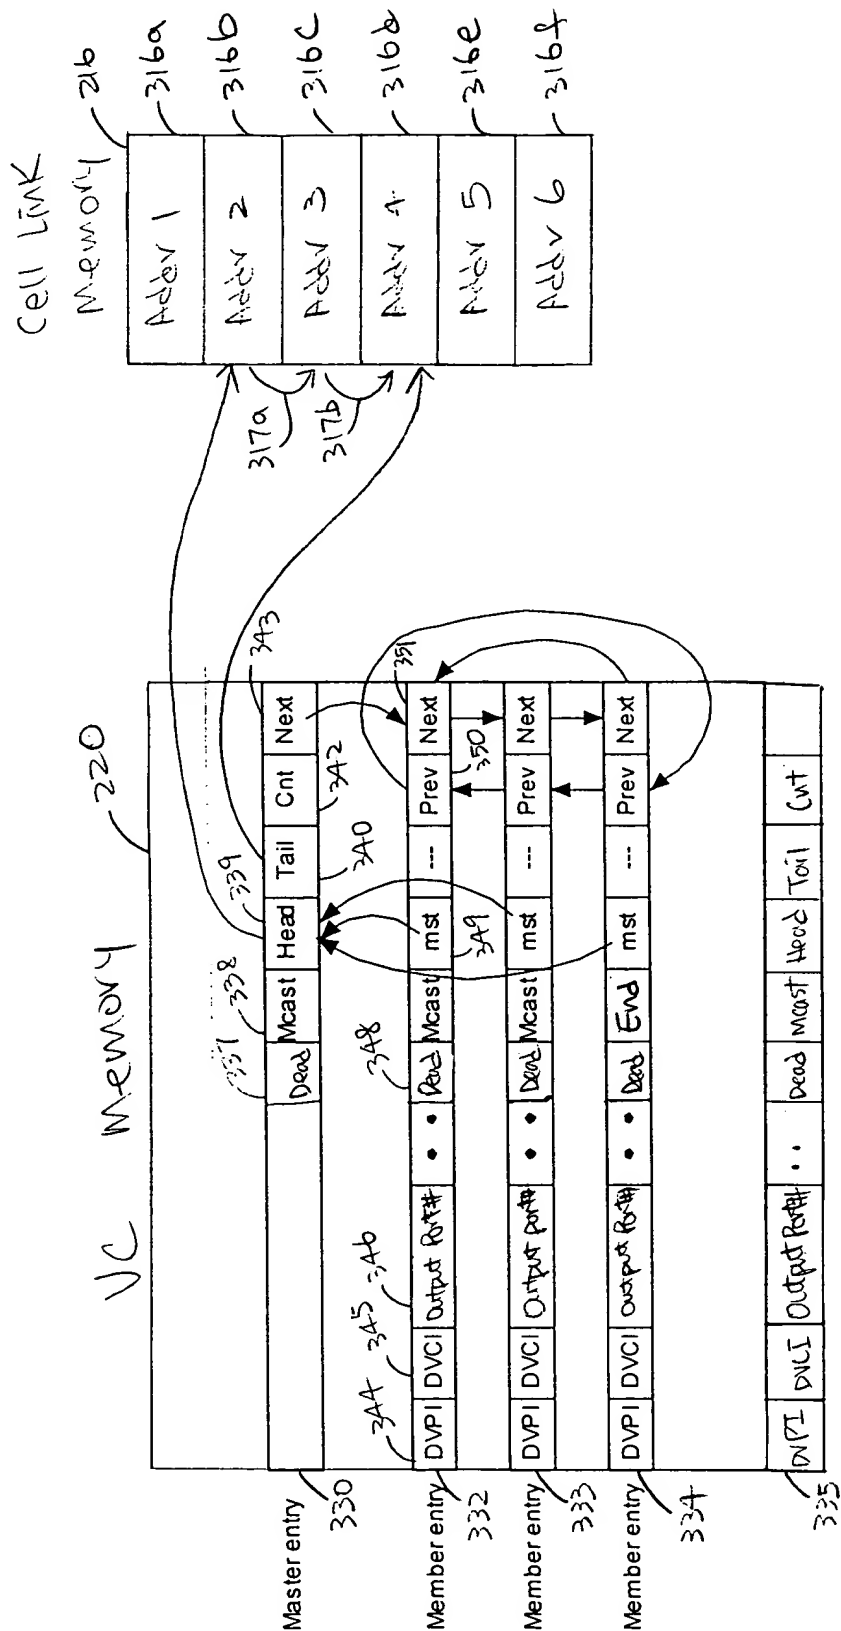 VC Memory
220
Cell Link
Memory
216
337
338
339
343
Master entry
Dead
Mcast
Head
Tail
Cnt
Next
330
340
342
344
345
346
348
351
Member entry
DVPI
DVCI
Output Port#
• •
Dead
Mcast
mst
---
Prev
Next
332
349
350
Member entry
DVPI
DVCI
Output port#
• •
Dead
Mcast
mst
---
Prev
Next
333
Member entry
DVPI
DVCI
Output Port#
• •
Dead
End
mst
---
Prev
Next
334
DVPI
DVCI
Output Port#
• •
Dead
Mcast
Head
Tail
Cnt
335
Addr 1
316a
Addr 2
316b
Addr 3
316c
Addr 4
316d
Addr 5
316e
Addr 6
316f
317a
317b